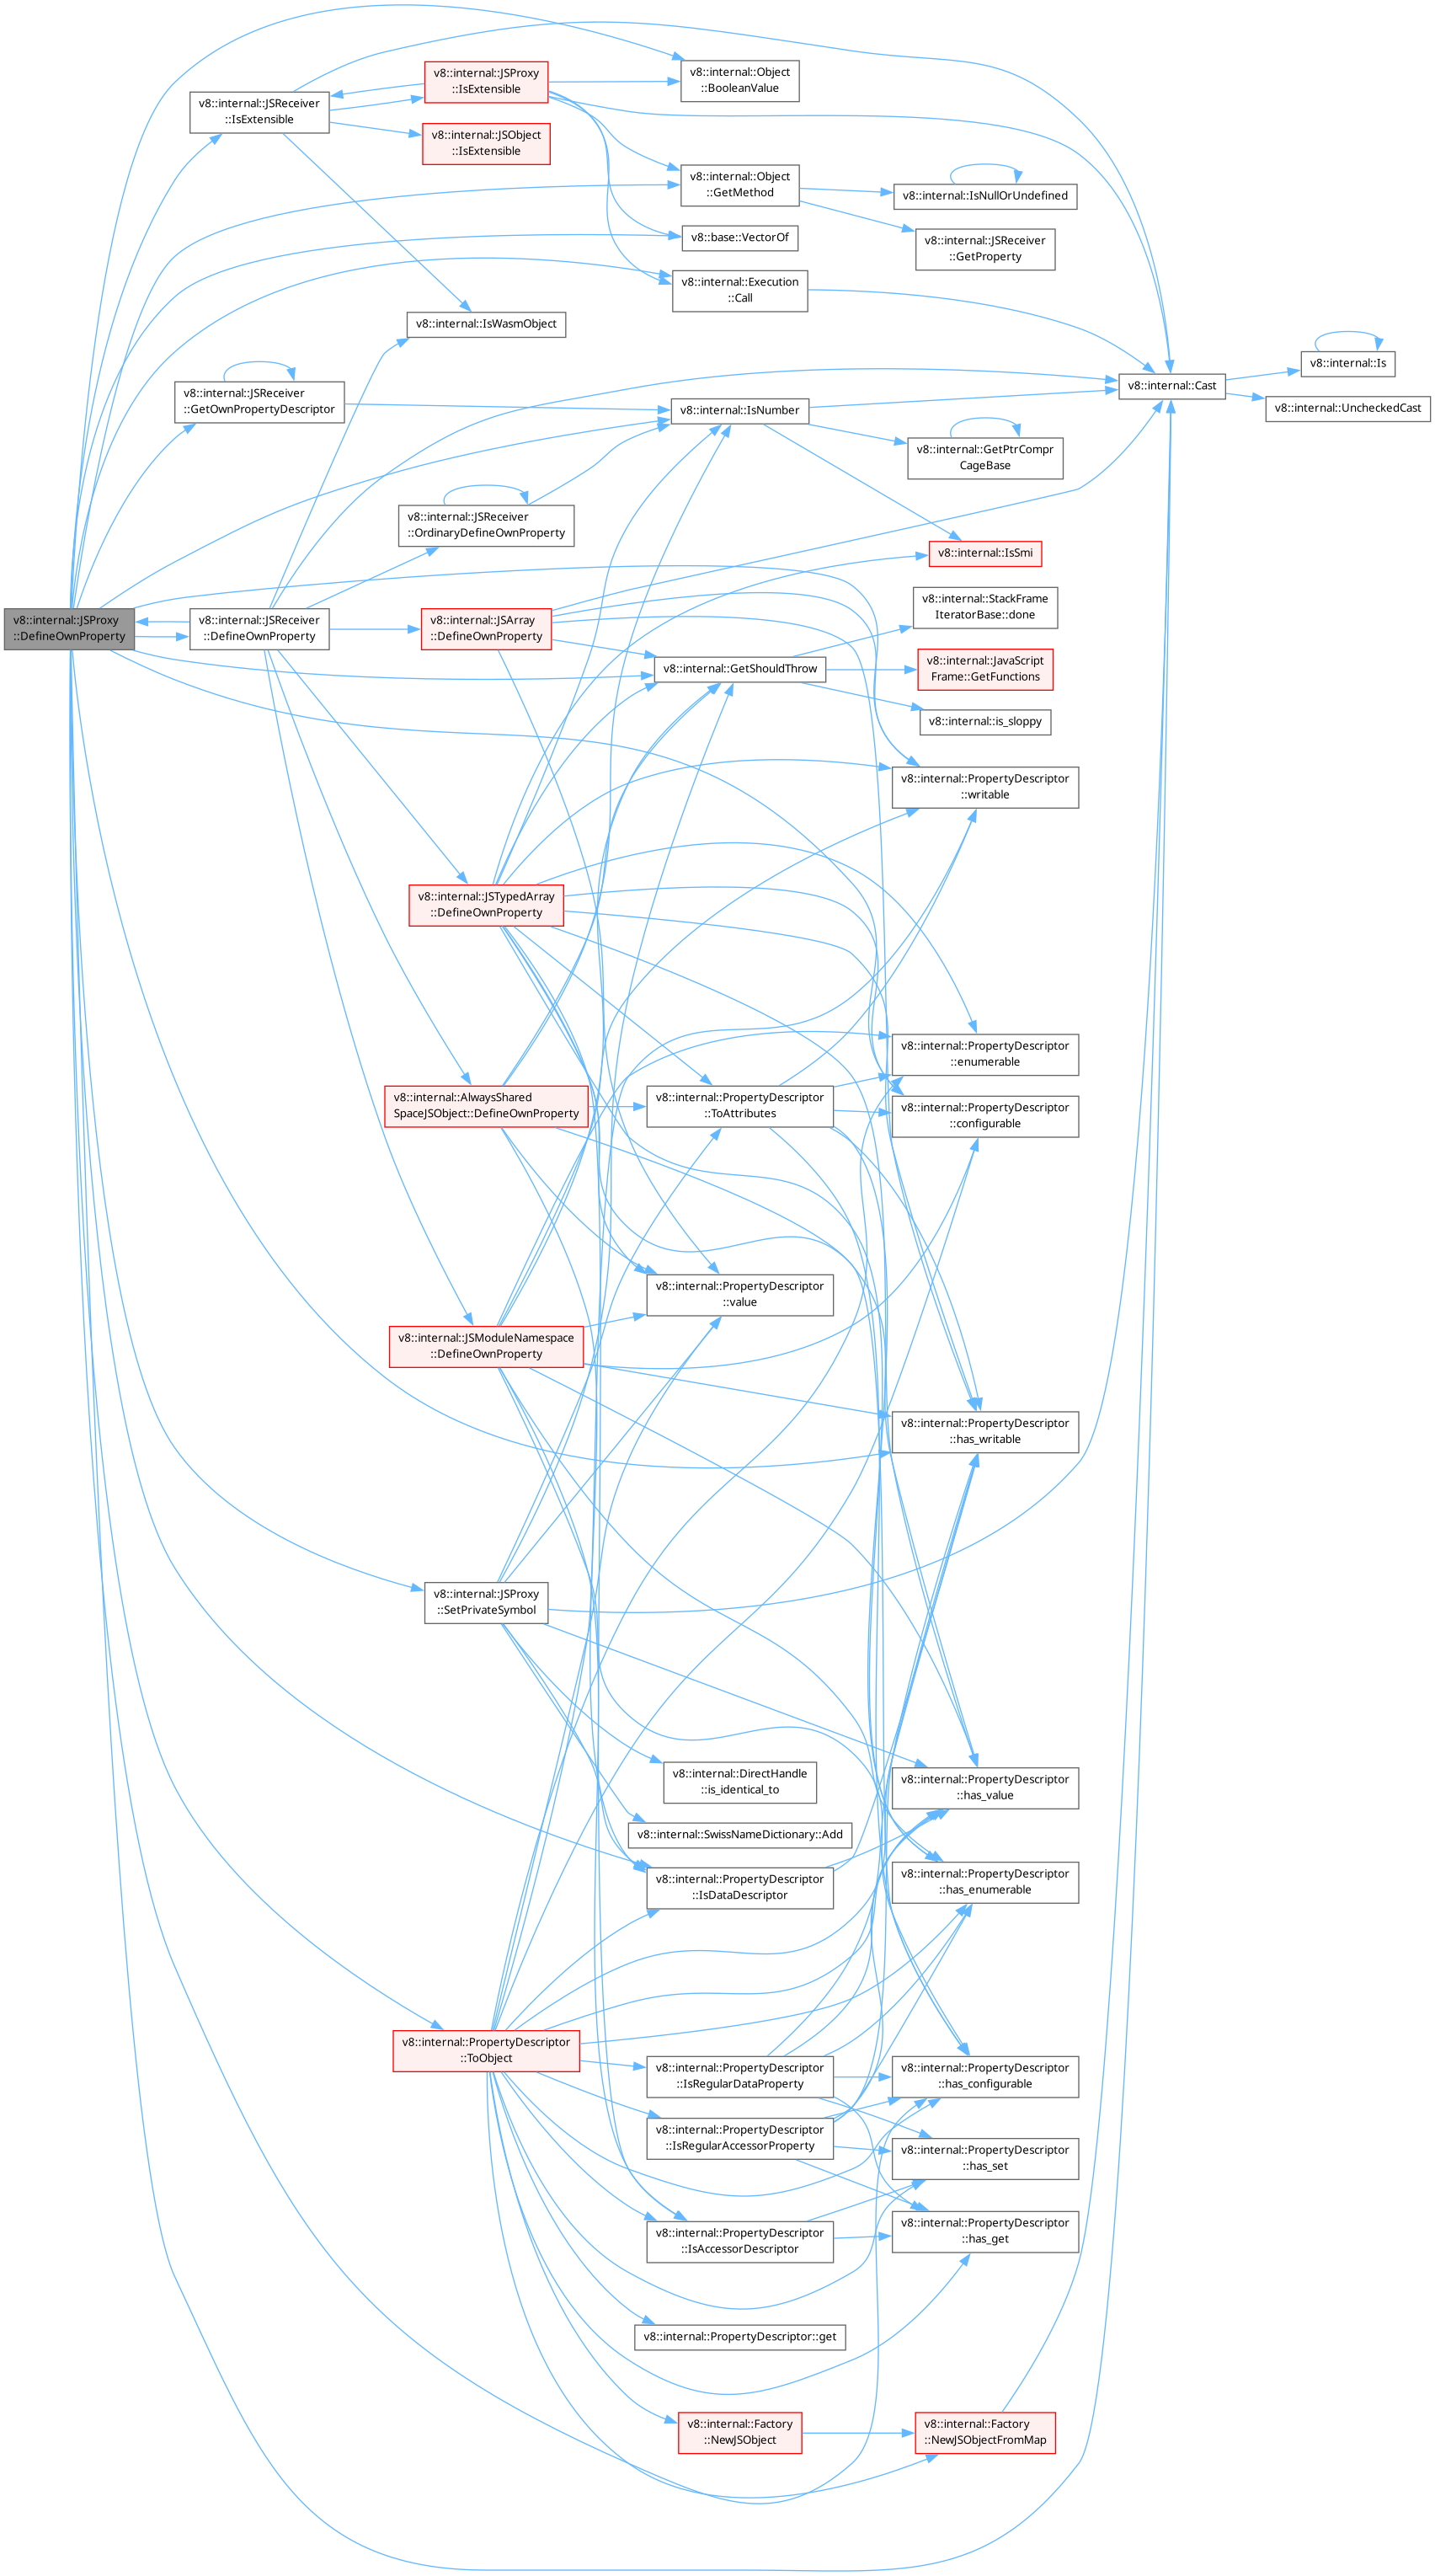 v8::internal::JSProxy
::DefineOwnProperty
v8::internal::JSReceiver
::IsExtensible
v8::internal::JSReceiver
::GetOwnPropertyDescriptor
v8::internal::JSReceiver
::DefineOwnProperty
v8::internal::JSProxy
::IsExtensible
v8::internal::JSObject
::IsExtensible
v8::internal::IsWasmObject
v8::internal::JSReceiver
::OrdinaryDefineOwnProperty
v8::internal::JSArray
::DefineOwnProperty
v8::internal::JSTypedArray
::DefineOwnProperty
v8::internal::AlwaysShared
SpaceJSObject::DefineOwnProperty
v8::internal::JSModuleNamespace
::DefineOwnProperty
v8::internal::JSProxy
::SetPrivateSymbol
v8::internal::PropertyDescriptor
::ToObject
v8::internal::Object
::BooleanValue
v8::internal::Object
::GetMethod
v8::base::VectorOf
v8::internal::Execution
::Call
v8::internal::IsNumber
v8::internal::GetShouldThrow
v8::internal::PropertyDescriptor
::ToAttributes
v8::internal::PropertyDescriptor
::value
v8::internal::DirectHandle
::is_identical_to
v8::internal::SwissNameDictionary::Add
v8::internal::PropertyDescriptor
::IsDataDescriptor
v8::internal::PropertyDescriptor
::IsRegularDataProperty
v8::internal::PropertyDescriptor
::IsRegularAccessorProperty
v8::internal::PropertyDescriptor
::IsAccessorDescriptor
v8::internal::PropertyDescriptor::get
v8::internal::Factory
::NewJSObject
v8::internal::IsNullOrUndefined
v8::internal::JSReceiver
::GetProperty
v8::internal::GetPtrCompr
CageBase
v8::internal::IsSmi
v8::internal::StackFrame
IteratorBase::done
v8::internal::JavaScript
Frame::GetFunctions
v8::internal::is_sloppy
v8::internal::PropertyDescriptor
::writable
v8::internal::PropertyDescriptor
::enumerable
v8::internal::PropertyDescriptor
::configurable
v8::internal::PropertyDescriptor
::has_writable
v8::internal::PropertyDescriptor
::has_value
v8::internal::PropertyDescriptor
::has_enumerable
v8::internal::PropertyDescriptor
::has_configurable
v8::internal::PropertyDescriptor
::has_set
v8::internal::PropertyDescriptor
::has_get
v8::internal::Factory
::NewJSObjectFromMap
v8::internal::Cast
v8::internal::Is
v8::internal::UncheckedCast